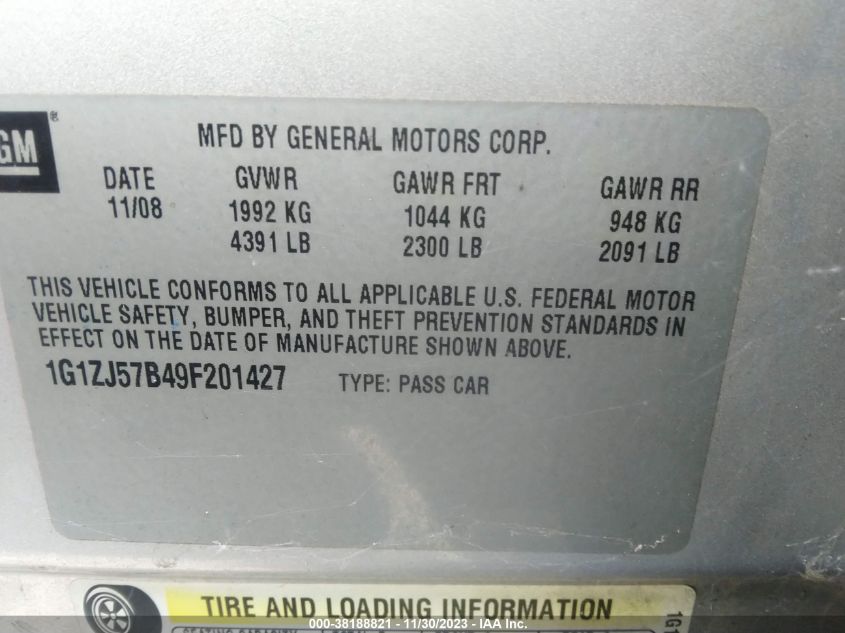 GM®
MFD BY GENERAL MOTORS CORP.
DATE GVWR GAWR FRT GAWR RR
11/08 1992 KG 1044 KG 948 KG
4391 LB 2300 LB 2091 LB
THIS VEHICLE CONFORMS TO ALL APPLICABLE U.S. FEDERAL MOTOR
VEHICLE SAFETY, BUMPER, AND THEFT PREVENTION STANDARDS IN
EFFECT ON THE DATE OF MANUFACTURE SHOWN ABOVE.
1G1ZJ57B49F201427 TYPE: PASS CAR
TIRE AND LOADING INFORMATION
1G1
000-38188821 - 11/30/2023 - IAA Inc.